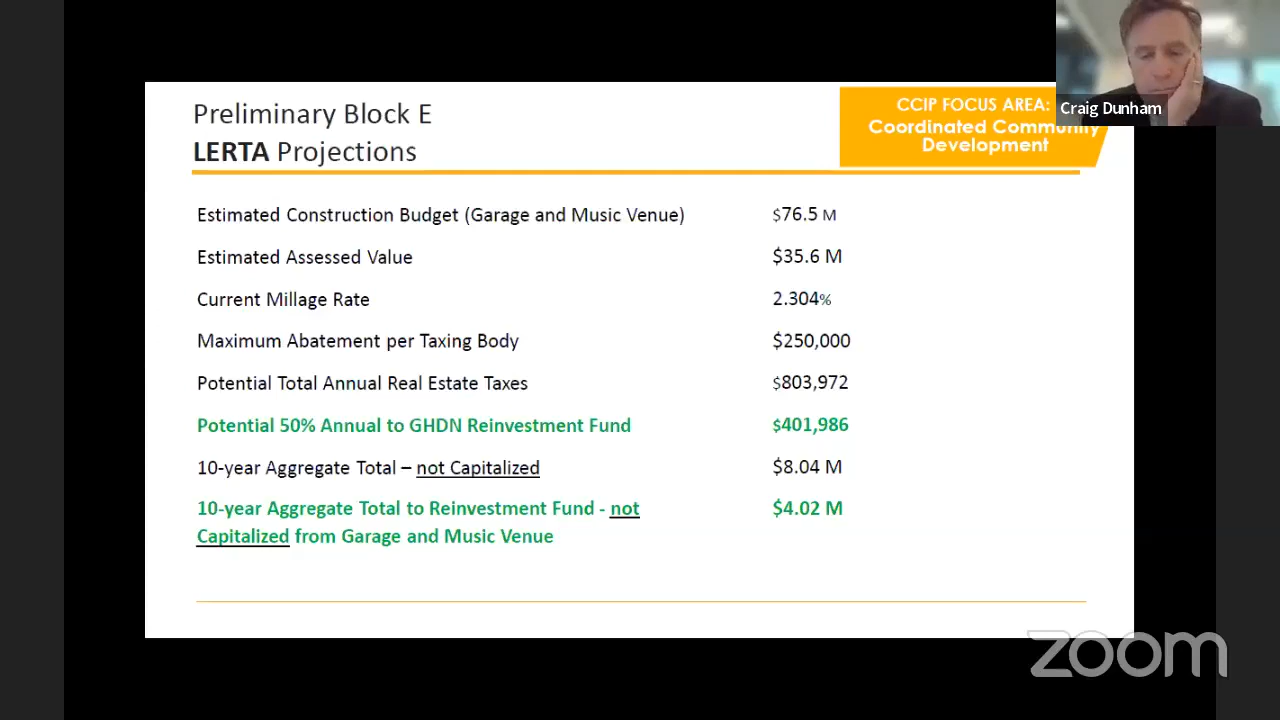 Preliminary Block E
LERTA Projections
CCIP FOCUS AREA:
Coordinated Community
Development
Craig Dunham
Estimated Construction Budget (Garage and Music Venue) $76.5 M
Estimated Assessed Value $35.6 M
Current Millage Rate 2.304%
Maximum Abatement per Taxing Body $250,000
Potential Total Annual Real Estate Taxes $803,972
Potential 50% Annual to GHDN Reinvestment Fund $401,986
10-year Aggregate Total – not Capitalized $8.04 M
10-year Aggregate Total to Reinvestment Fund - not $4.02 M
Capitalized from Garage and Music Venue
zoom